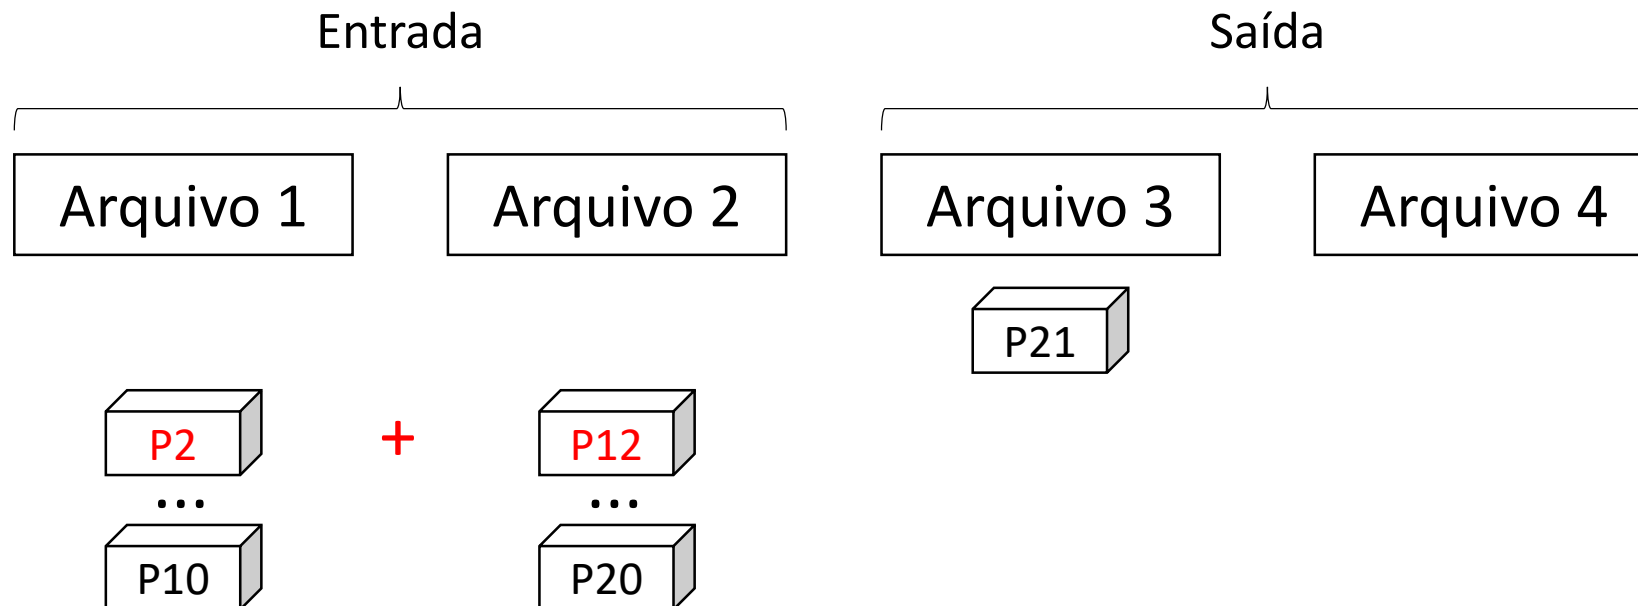 Entrada
Saída
Arquivo 1
Arquivo 2
Arquivo 3
Arquivo 4
P21
P2
+
P12
...
...
P10
P20